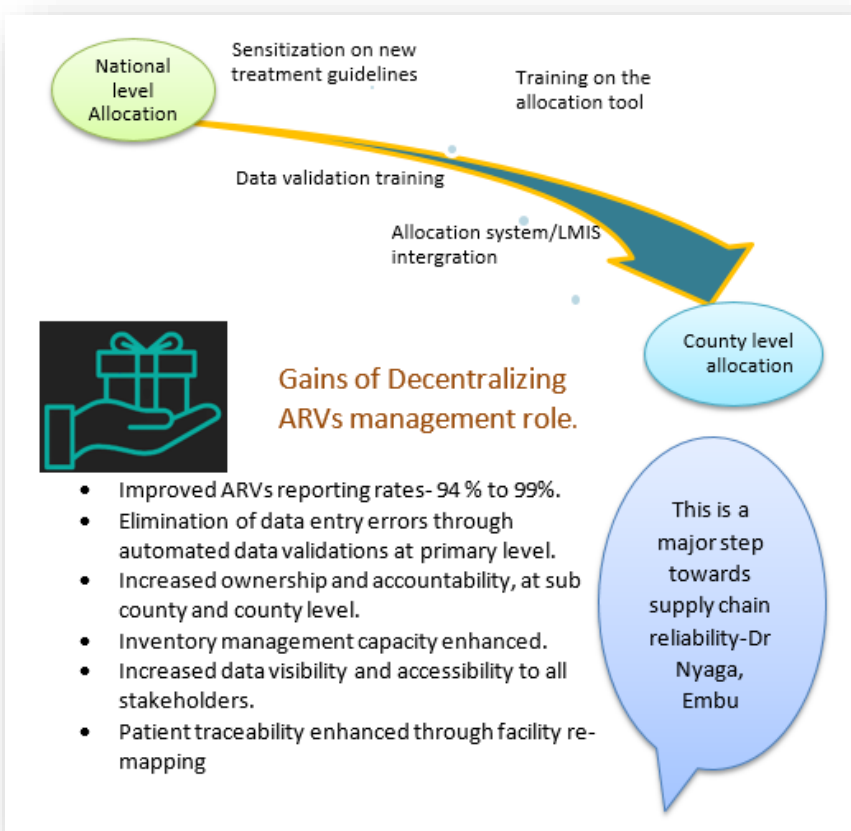 National
level
Allocation
Sensitization on new
treatment guidelines
Training on the
allocation tool
Data validation training
Allocation system/LMIS
intergration
County level
allocation
Gains of Decentralizing
ARVs management role.
• Improved ARVs reporting rates- 94 % to 99%.
• Elimination of data entry errors through
automated data validations at primary level.
• Increased ownership and accountability, at sub
county and county level.
• Inventory management capacity enhanced.
• Increased data visibility and accessibility to all
stakeholders.
• Patient traceability enhanced through facility re-
mapping
This is a
major step
towards
supply chain
reliability-Dr
Nyaga,
Embu